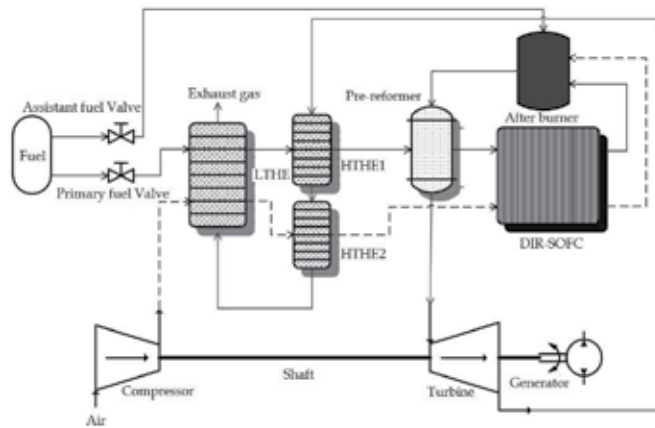 Assistant fuel Valve
Exhaust gas
Pre-reformer
Fuel
After burner
LTHE
HTHE1
Primary fuel Valve
HTHE2
DIR-SOFC
Shaft
Compressor
Turbine
Generator
Air